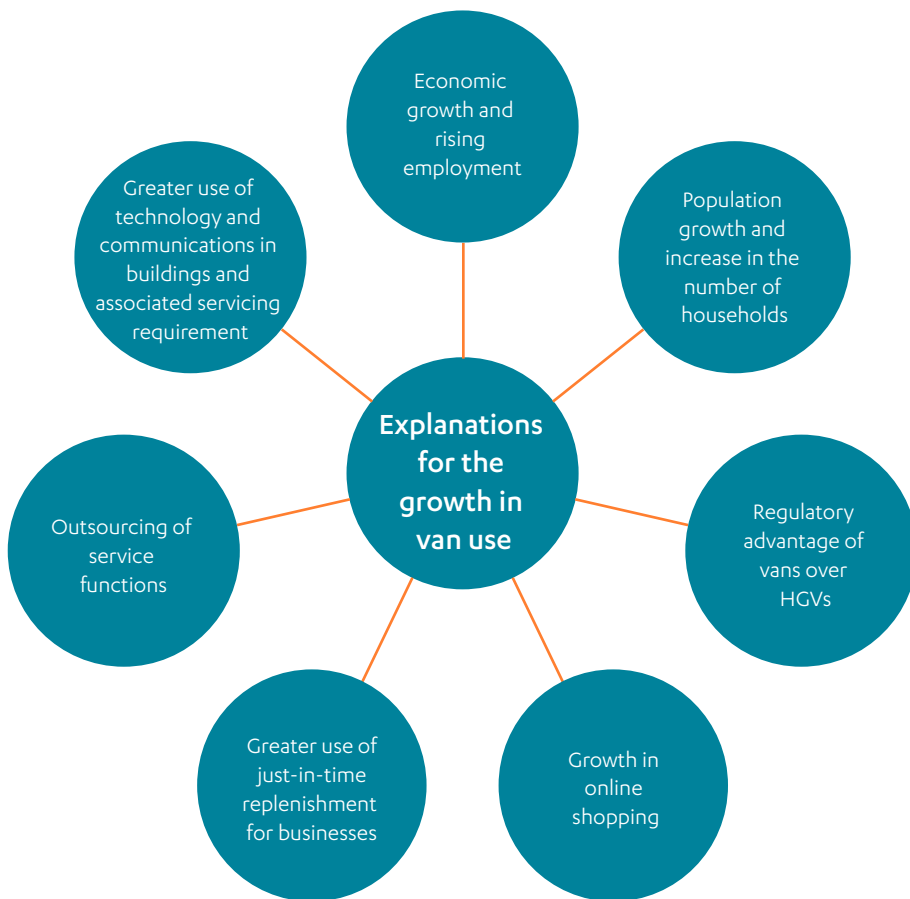 Economic
growth and
rising
employment
Greater use of
technology and
communications in
buildings and
associated servicing
requirement
Population
growth and
increase in the
number of
households
Explanations
for the
growth in
van use
Outsourcing of
service
functions
Regulatory
advantage of
vans over
HGVs
Greater use of
just-in-time
replenishment
for businesses
Growth in
online
shopping